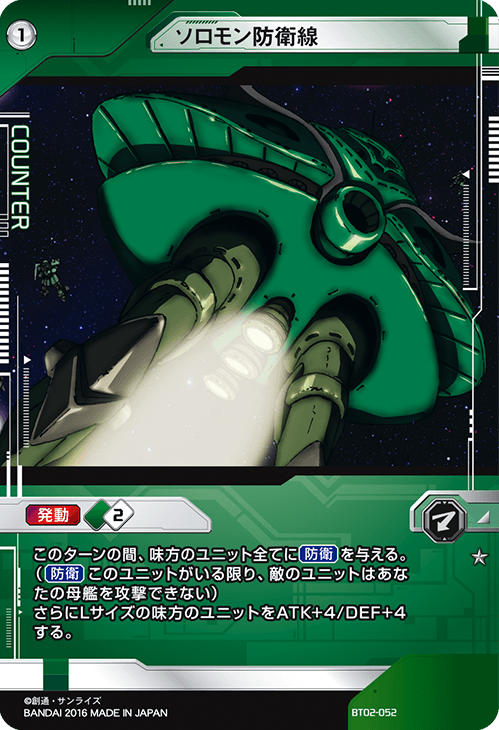 1
ソロモン防衛線
COUNTER
発動 2
このターンの間、味方のユニット全てに 防衛 を与える。
（ 防衛 このユニットがいる限り、敵のユニットはあな
たの母艦を攻撃できない）
さらにLサイズの味方のユニットをATK+4/DEF+4
する。
©創通・サンライズ
BANDAI 2016 MADE IN JAPAN
BT02-052